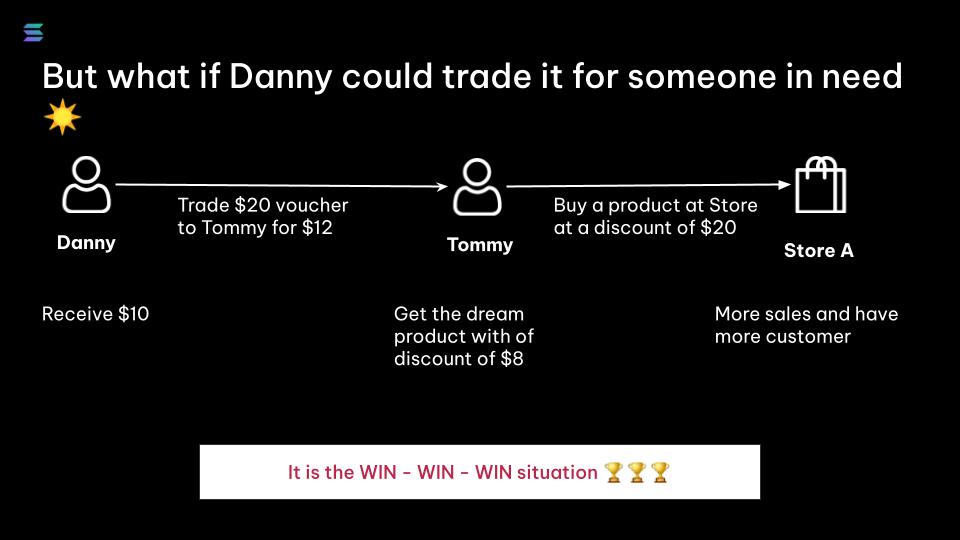 But what if Danny could trade it for someone in need
Trade $20 voucher
to Tommy for $12
Buy a product at Store
at a discount of $20
Danny
Tommy
Store A
Receive $10
Get the dream
product with of
discount of $8
More sales and have
more customer
It is the WIN - WIN - WIN situation 🏆🏆🏆